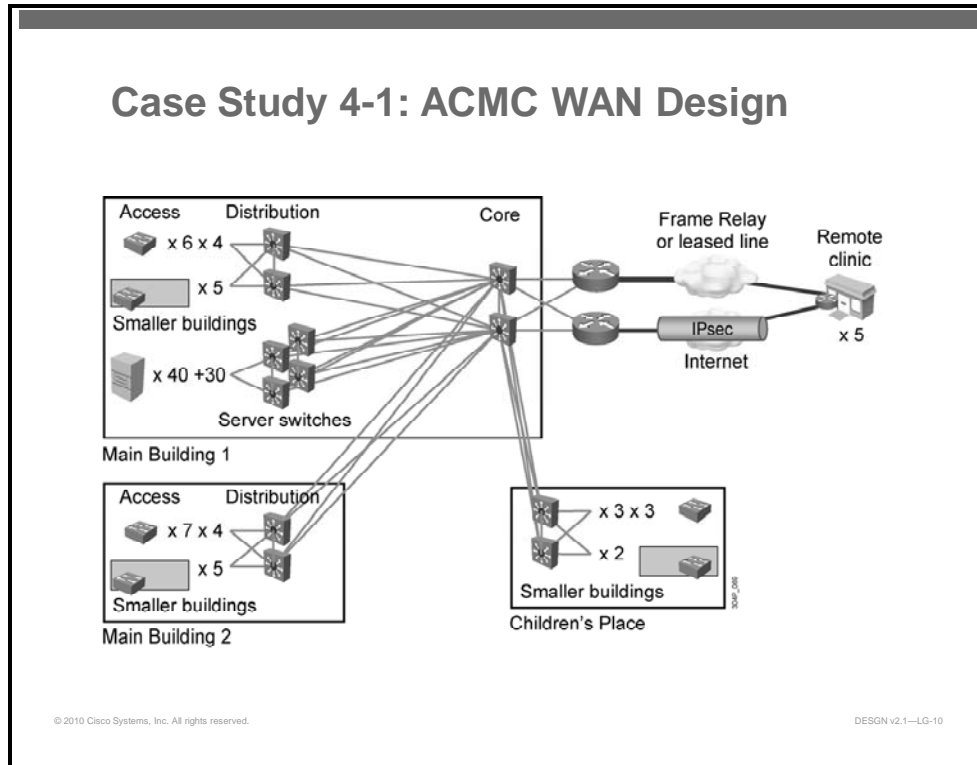 Case Study 4-1: ACMC WAN Design
Access
Distribution
Core
x 6 x 4
x 5
Smaller buildings
x 40 +30
Server switches
Main Building 1
Frame Relay
or leased line
Remote
clinic
IPsec
Internet
x 5
Access
Distribution
x 7 x 4
x 5
Smaller buildings
Main Building 2
x 3 x 3
x 2
Smaller buildings
Children's Place
© 2010 Cisco Systems, Inc. All rights reserved.
DESGN v2.1—LG-10